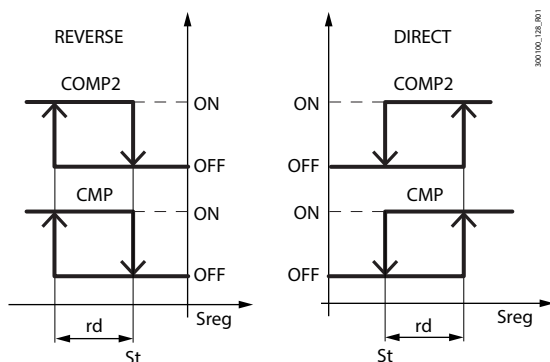 REVERSE
COMP2
ON
OFF
CMP
ON
OFF
rd
Sreg
St
DIRECT
COMP2
ON
OFF
CMP
ON
OFF
rd
Sreg
St
300100_128_R01